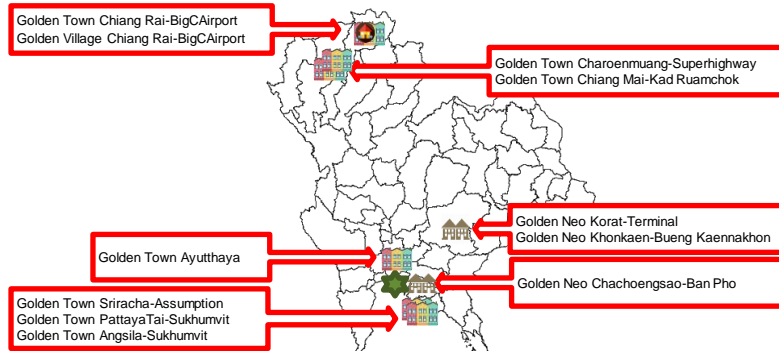 Golden Town Chiang Rai-BigCAirport
Golden Village Chiang Rai-BigCAirport
Golden Town Charoenmuang-Superhighway
Golden Town Chiang Mai-Kad Ruamchok
Golden Neo Korat-Terminal
Golden Neo Khonkaen-Bueng Kaennakhon
Golden Town Ayutthaya
Golden Neo Chachoengsao-Ban Pho
Golden Town Sriracha-Assumption
Golden Town PattayaTai-Sukhumvit
Golden Town Angsila-Sukhumvit